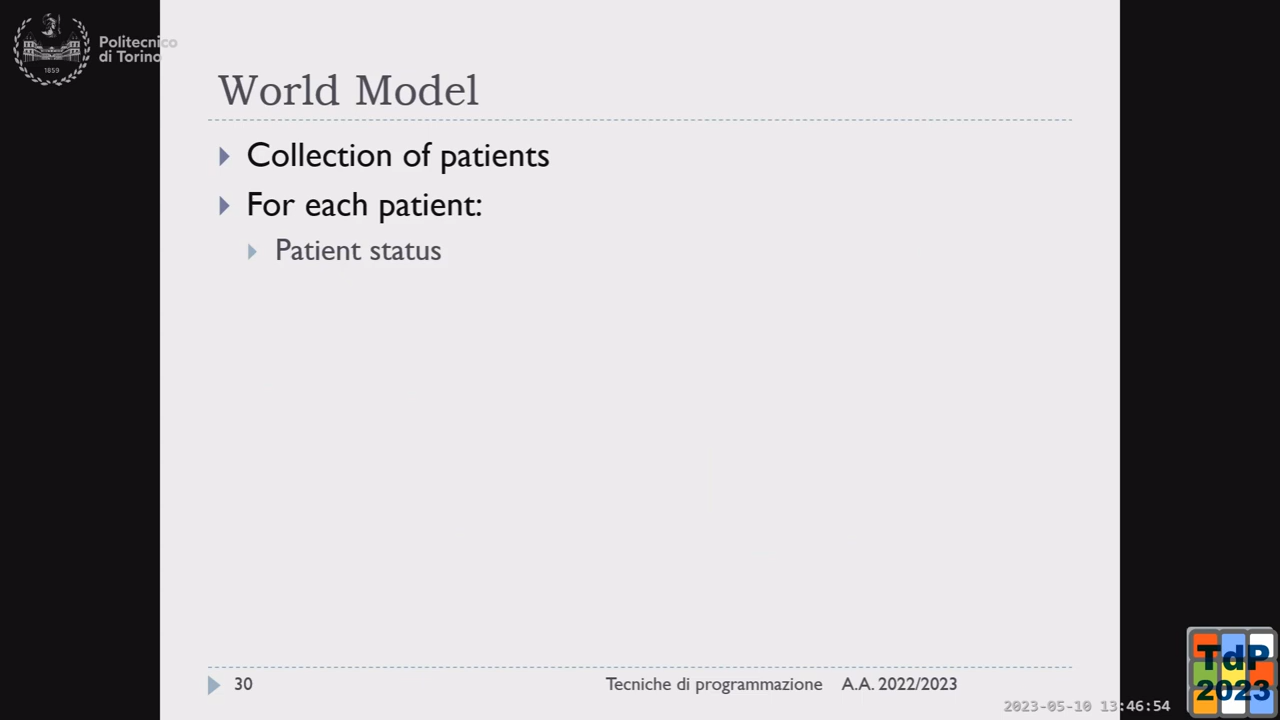 Politecnico
di Torino
1859
World Model
Collection of patients
For each patient:
Patient status
30
Tecniche di programmazione A.A. 2022/2023
2023-05-10 13:46:54
TdP
2023